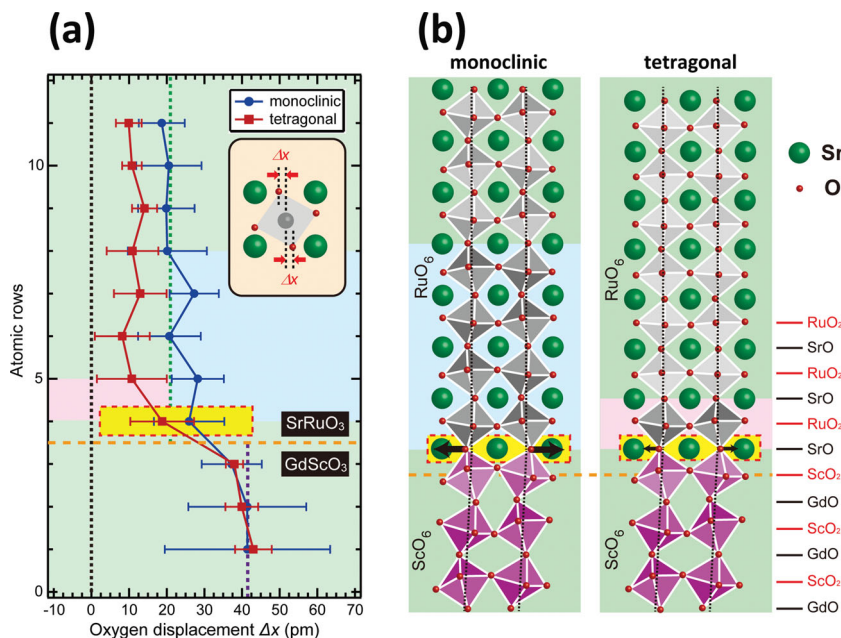 (a)
(b)
monoclinic
tetragonal
monoclinic
tetragonal
Δx
Δx
SrRuO₃
GdScO₃
Atomic rows
10
5
0
-10 0 10 20 30 40 50 60 70
Oxygen displacement Δx (pm)
RuO₆
ScO₆
RuO₆
ScO₆
Sr
O
RuO₂
SrO
RuO₂
SrO
RuO₂
SrO
ScO₂
GdO
ScO₂
GdO
ScO₂
GdO